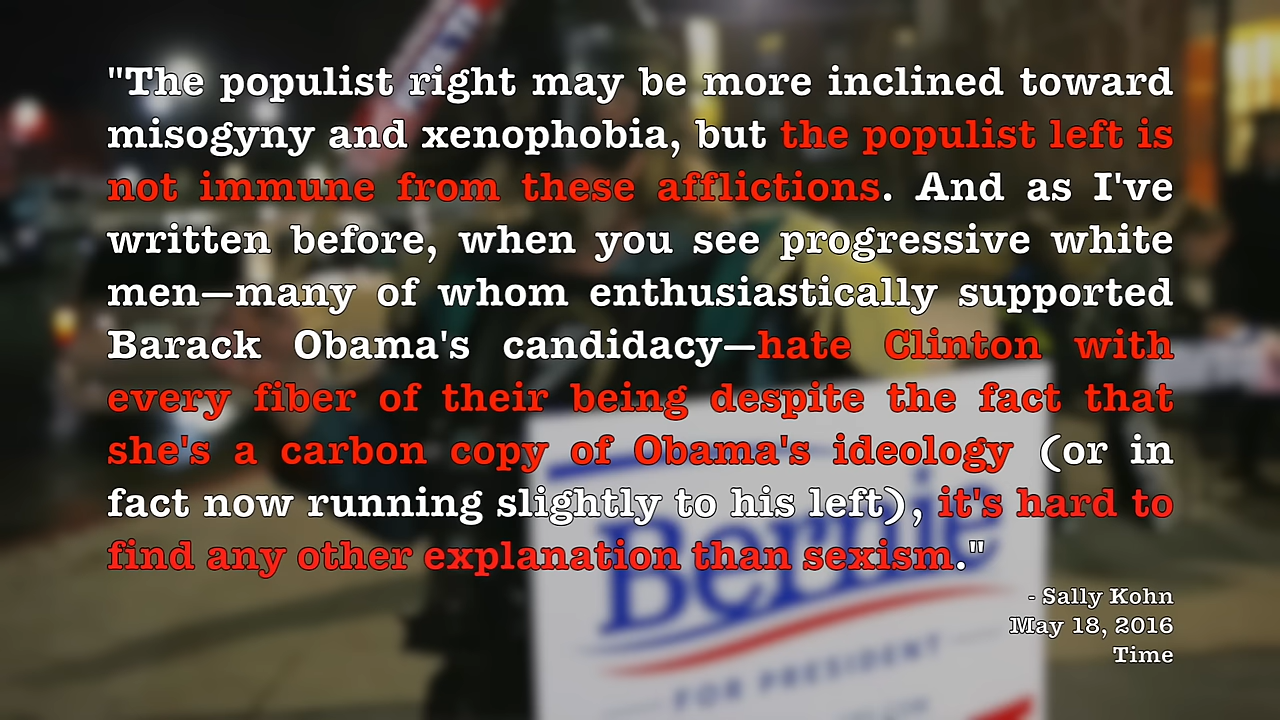 "The populist right may be more inclined toward
misogyny and xenophobia, but the populist left is
not immune from these afflictions. And as I've
written before, when you see progressive white
men—many of whom enthusiastically supported
Barack Obama's candidacy—hate Clinton with
every fiber of their being despite the fact that
she's a carbon copy of Obama's ideology (or in
fact now running slightly to his left), it's hard to
find any other explanation than sexism."
- Sally Kohn
May 18, 2016
Time
Bernie
FOR PRESIDENT